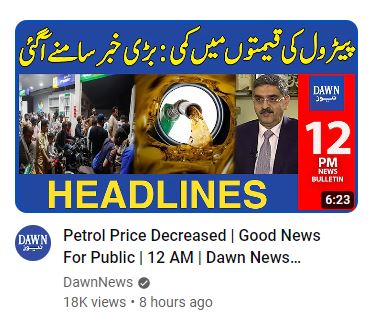 پیٹرول کی قیمتوں میں کمی: بڑی خبر سامنے آگئی
DAWN
نیوز
12
PM
NEWS
BULLETIN
HEADLINES
6:23
DAWN
نیوز
Petrol Price Decreased | Good News
For Public | 12 AM | Dawn News...
DawnNews
18K views • 8 hours ago